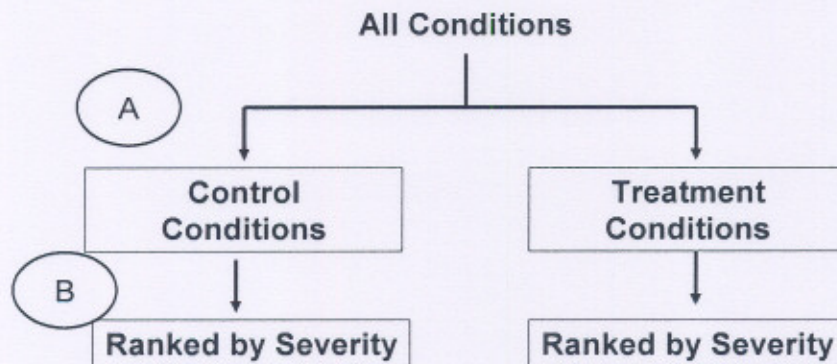 All Conditions
A
Control
Conditions
Treatment
Conditions
B
Ranked by Severity
Ranked by Severity